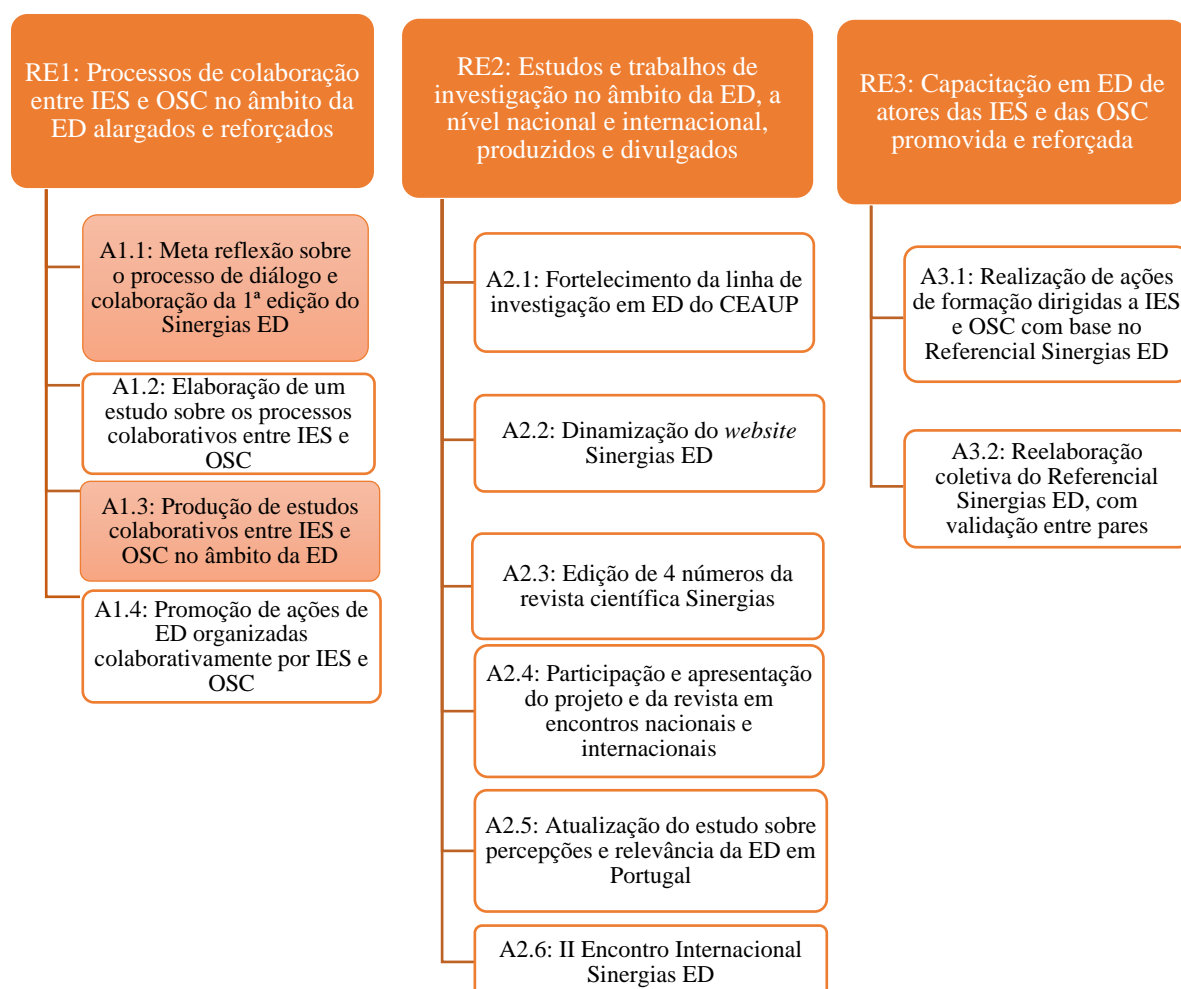 RE1: Processos de colaboração
entre IES e OSC no âmbito da
ED alargados e reforçados
A1.1: Meta reflexão sobre
o processo de diálogo e
colaboração da 1ª edição do
Sinergias ED
A1.2: Elaboração de um
estudo sobre os processos
colaborativos entre IES e
OSC
A1.3: Produção de estudos
colaborativos entre IES e
OSC no âmbito da ED
A1.4: Promoção de ações de
ED organizadas
colaborativamente por IES e
OSC
RE2: Estudos e trabalhos de
investigação no âmbito da ED, a
nível nacional e internacional,
produzidos e divulgados
A2.1: Fortelecimento da linha de
investigação em ED do CEAUP
A2.2: Dinamização do website
Sinergias ED
A2.3: Edição de 4 números da
revista científica Sinergias
A2.4: Participação e apresentação
do projeto e da revista em
encontros nacionais e
internacionais
A2.5: Atualização do estudo sobre
percepções e relevância da ED em
Portugal
A2.6: II Encontro Internacional
Sinergias ED
RE3: Capacitação em ED de
atores das IES e das OSC
promovida e reforçada
A3.1: Realização de ações
de formação dirigidas a IES
e OSC com base no
Referencial Sinergias ED
A3.2: Reelaboração
coletiva do Referencial
Sinergias ED, com
validação entre pares